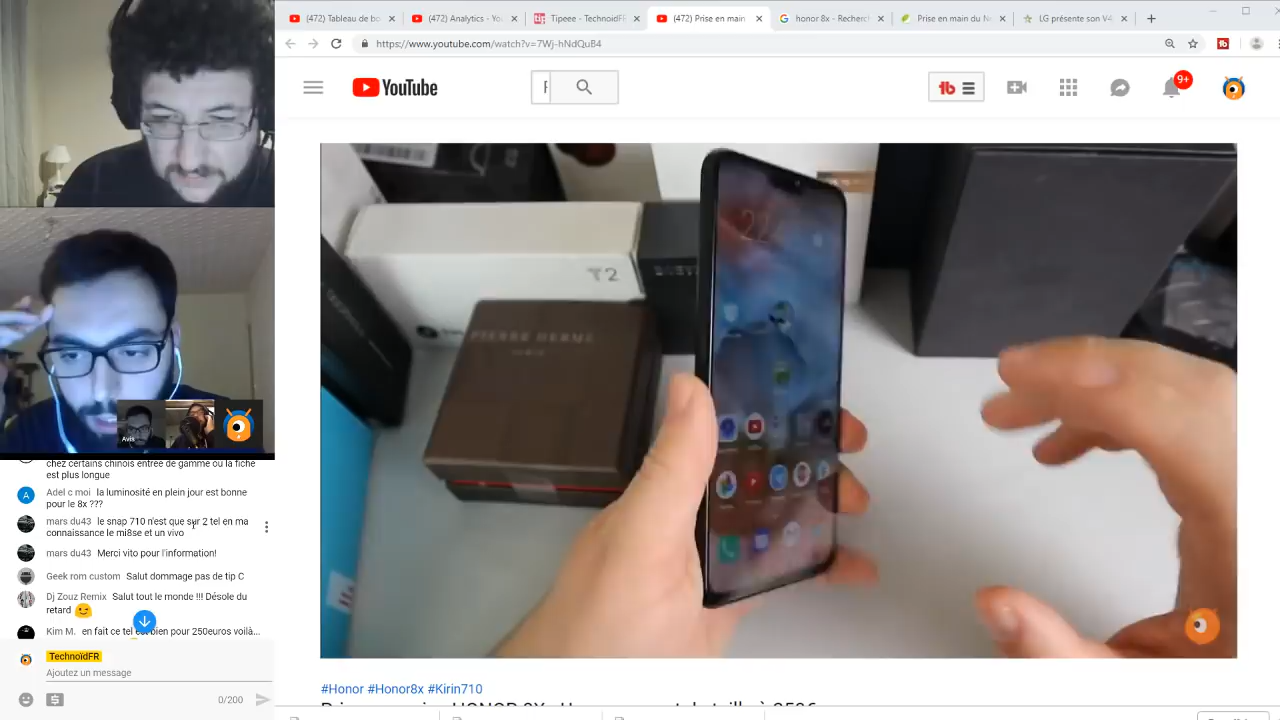 (472) Tableau de bo
(472) Analytics - Yo
Tipeee - TechnoidFR
(472) Prise en main
honor 8x - Recherch
Prise en main du N
LG présente son V4
https://www.youtube.com/watch?v=7Wj-hNdQuB4
YouTube
tb
9+
T2
PIERRE HERMÉ
PARIS
Avis
chez certains chinois entrée de gamme ou la fiche
est plus longue
Adel c moi la luminosité en plein jour est bonne
pour le 8x ???
mars du43 le snap 710 n'est que sur 2 tel en ma
connaissance le mi8se et un vivo
mars du43 Merci vito pour l'information!
Geek rom custom Salut dommage pas de tip C
Dj Zouz Remix Salut tout le monde !!! Désole du
retard
Kim M. en fait ce tel est bien pour 250euros voilà...
TechnoïdFR
Ajoutez un message
0/200
#Honor #Honor8x #Kirin710